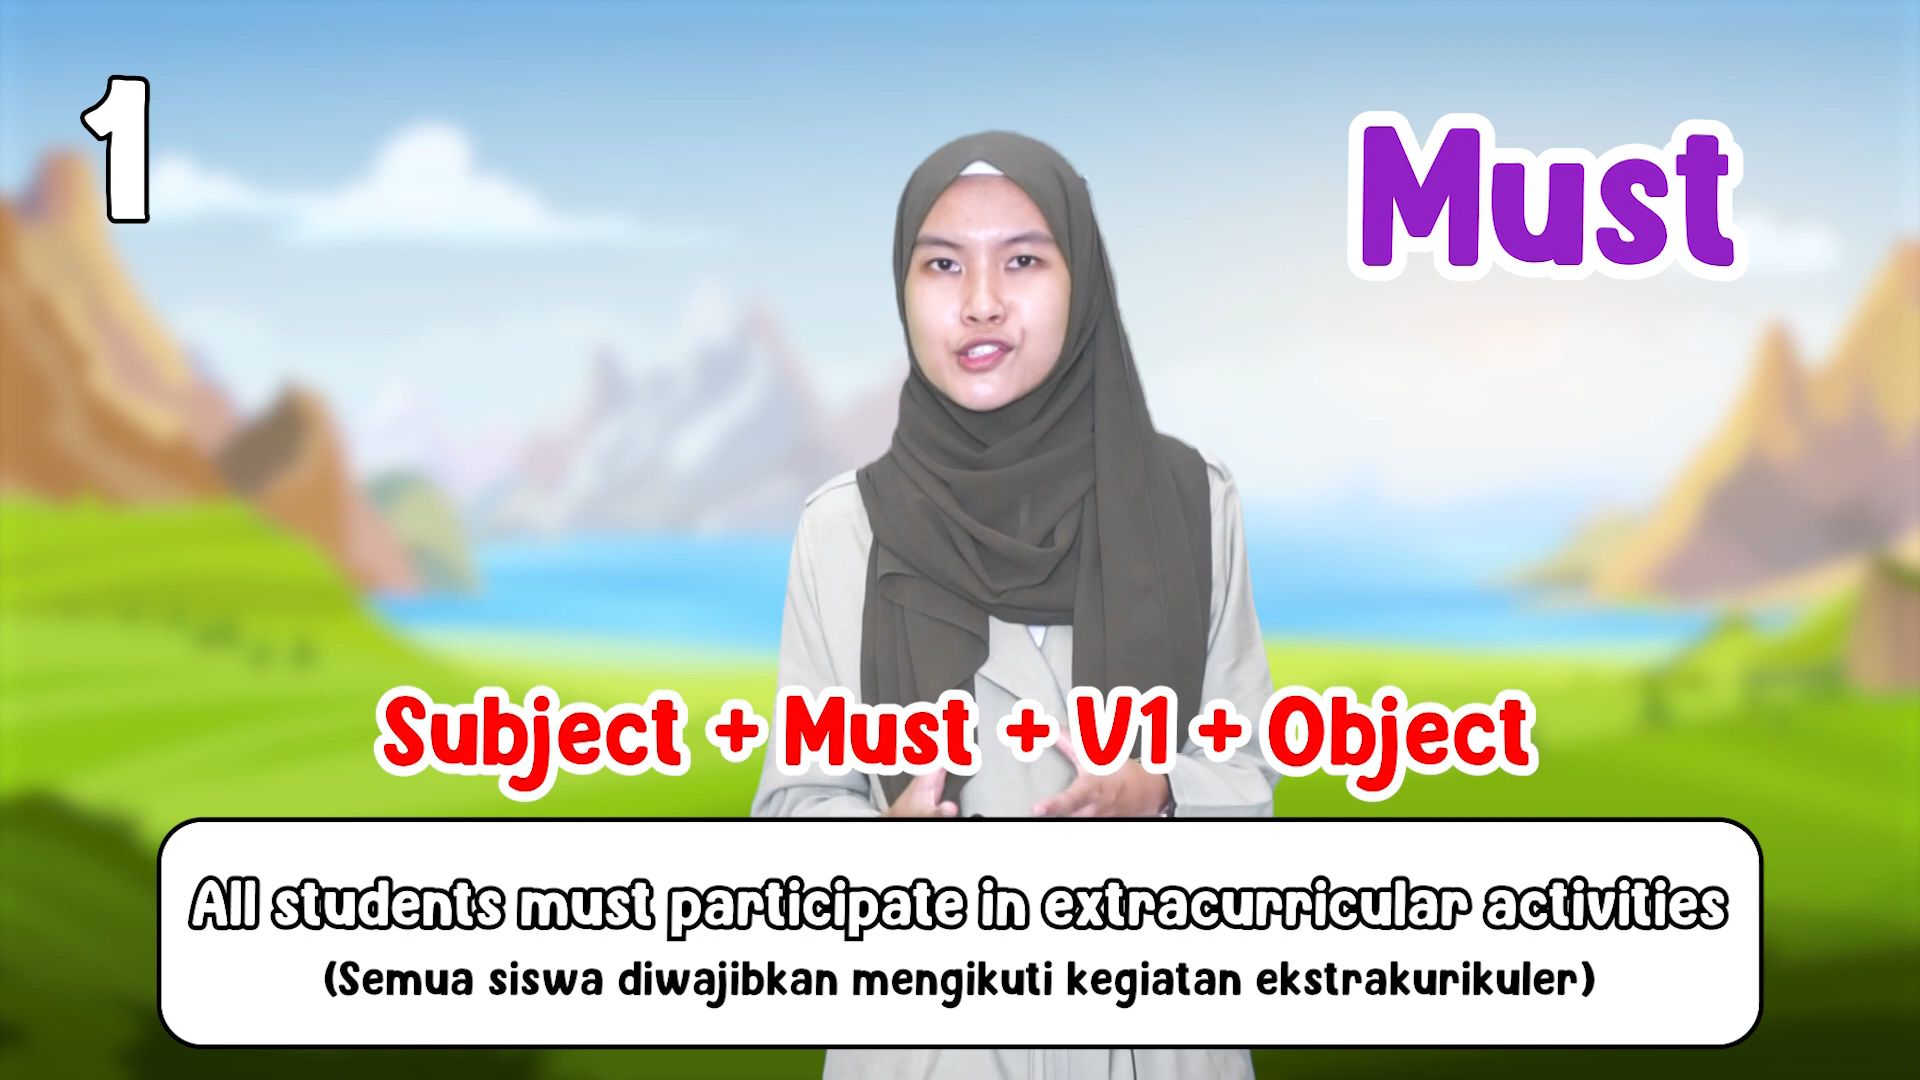 1
Must
Subject + Must + V1 + Object
All students must participate in extracurricular activities
(Semua siswa diwajibkan mengikuti kegiatan ekstrakurikuler)